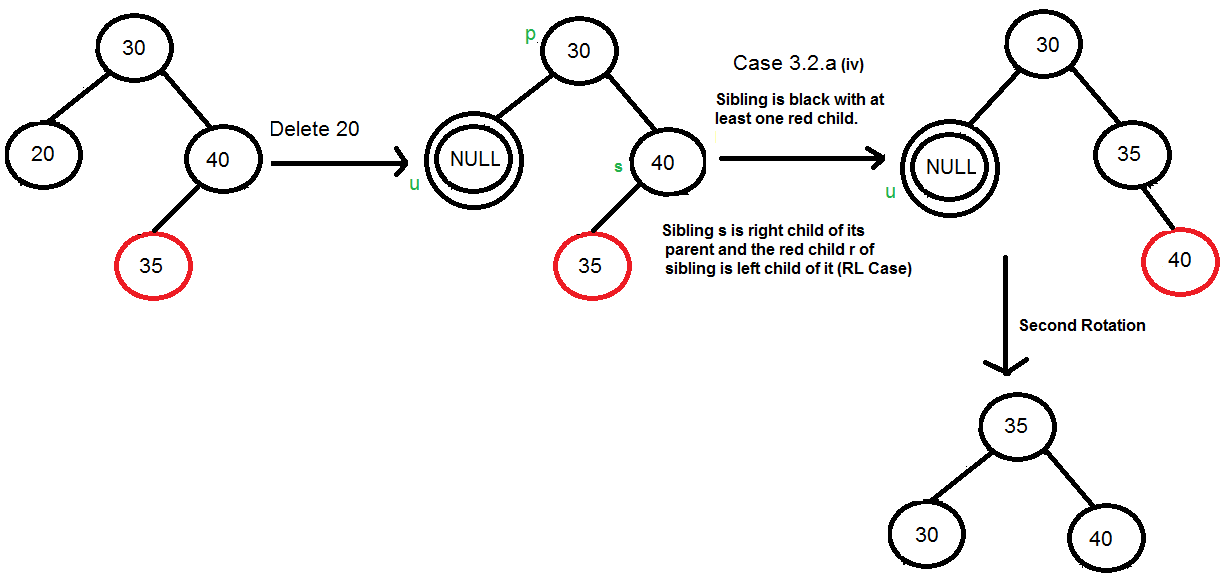 30
20
40
35
Delete 20
p
30
NULL
u
s
40
35
Case 3.2.a (iv)
Sibling is black with at
least one red child.
Sibling s is right child of its
parent and the red child r of
sibling is left child of it (RL Case)
30
NULL
u
35
40
Second Rotation
35
30
40